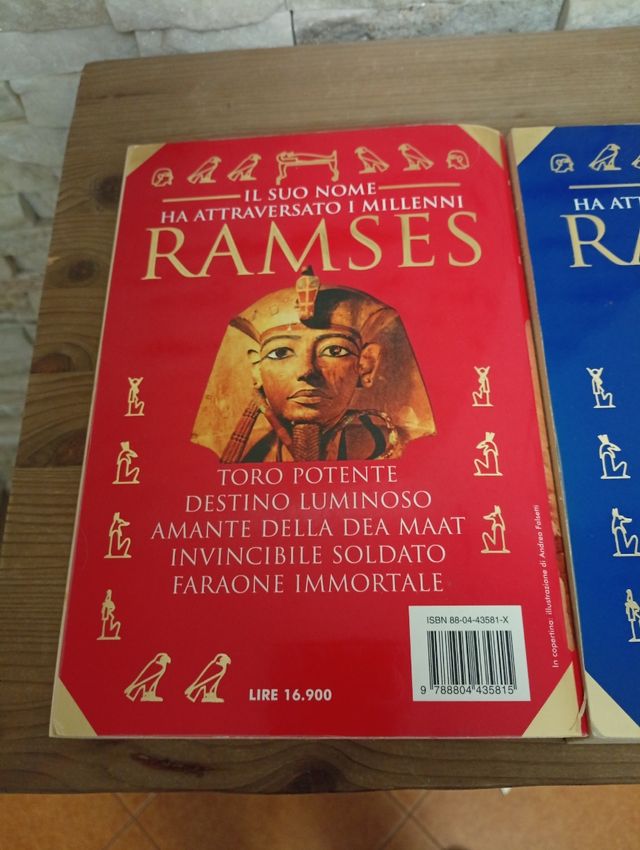 IL SUO NOME
HA ATTRAVERSATO I MILLENNI
RAMSES
TORO POTENTE
DESTINO LUMINOSO
AMANTE DELLA DEA MAAT
INVINCIBILE SOLDATO
FARAONE IMMORTALE
ISBN 88-04-43581-X
9 788804 435815
LIRE 16.900
In copertina: illustrazione di Andrea Falsetti
HA ATT
RA